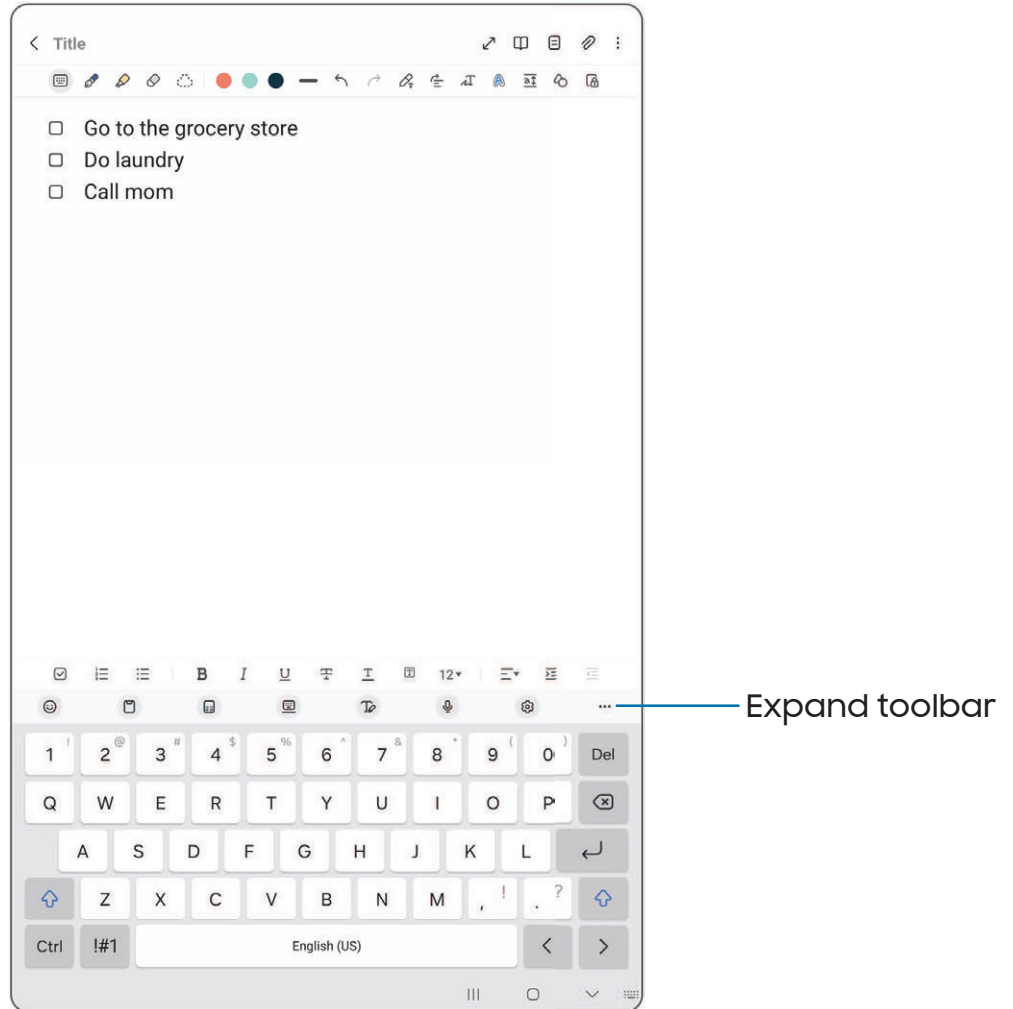 Title
Go to the grocery store
Do laundry
Call mom
B I U T T T 12
Expand toolbar
1 ! 2 @ 3 # 4 $ 5 % 6 ^ 7 & 8 * 9 ( 0 ) Del
Q W E R T Y U I O P
A S D F G H J K L
Z X C V B N M , ! . ?
Ctrl !#1 English (US) < >